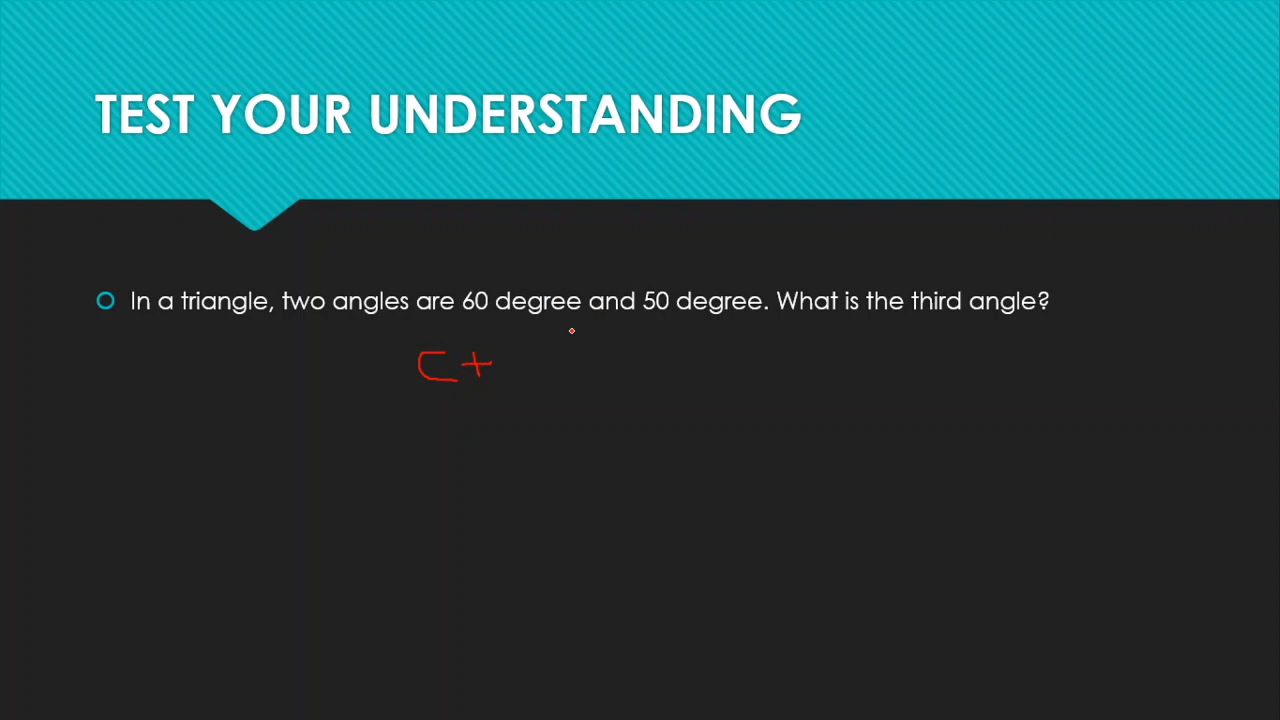 TEST YOUR UNDERSTANDING
In a triangle, two angles are 60 degree and 50 degree. What is the third angle?
C +